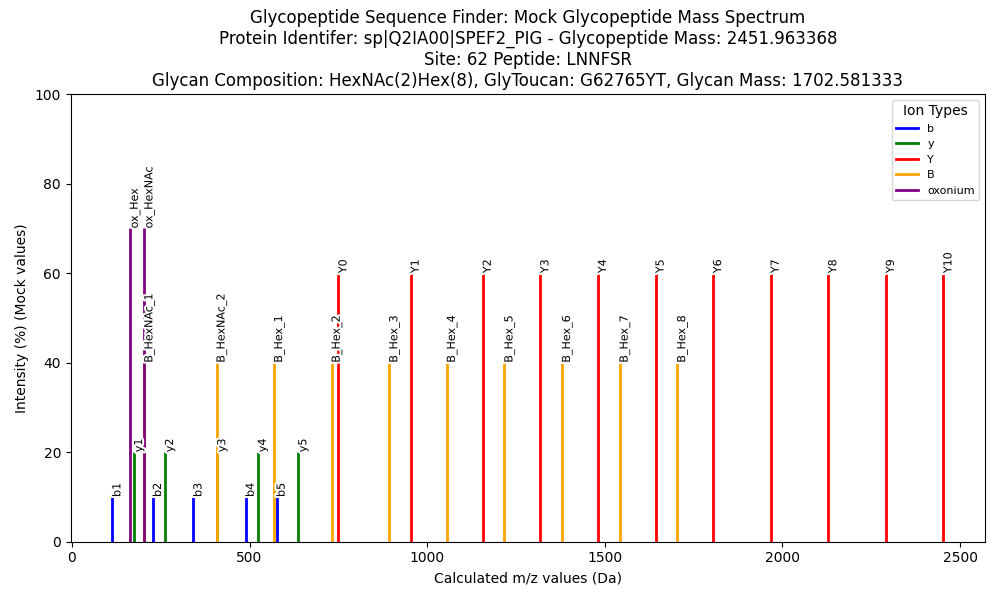 Glycopeptide Sequence Finder: Mock Glycopeptide Mass Spectrum
Protein Identifer: sp|Q2IA00|SPEF2_PIG - Glycopeptide Mass: 2451.963368
Site: 62 Peptide: LNNFSR
Glycan Composition: HexNAc(2)Hex(8), GlyToucan: G62765YT, Glycan Mass: 1702.581333
Intensity (%) (Mock values)
100
80
60
40
20
0
Ion Types
b
y
Y
B
oxonium
ox_Hex
ox_HexNAc
B_HexNAc_1
B_HexNAc_2
B_Hex_1
B_Hex_2
B_Hex_3
B_Hex_4
B_Hex_5
B_Hex_6
B_Hex_7
B_Hex_8
Y0
Y1
Y2
Y3
Y4
Y5
Y6
Y7
Y8
Y9
Y10
y1
y2
y3
y4
y5
b1
b2
b3
b4
b5
0
500
1000
1500
2000
2500
Calculated m/z values (Da)